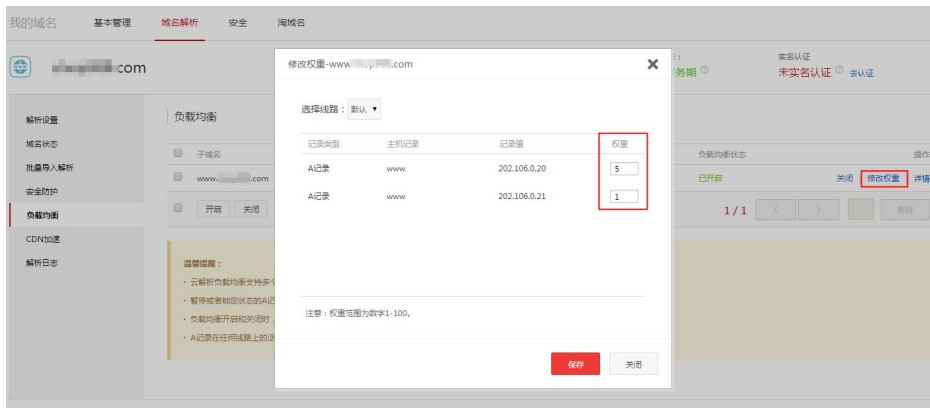 我的域名 基本管理 域名解析 安全 淘域名
com
务期
实名认证
未实名认证 去认证
解析设置
域名状态
批量导入解析
安全防护
负载均衡
CDN加速
解析日志
负载均衡
子域名 负载均衡状态 操作
www. .com 已开启 关闭 修改权重 详情
开启 关闭 1 / 1 < > 跳转
温馨提醒：
• 云解析负载均衡支持多个
• 暂停或者锁定状态的A记
• 负载均衡开启和关闭时，
• A记录在任何线路上的泛
修改权重-www .com
选择线路： 默认
记录类型 主机记录 记录值 权重
A记录 www 202.106.0.20 5
A记录 www 202.106.0.21 1
注意：权重范围为数字1-100。
保存 关闭